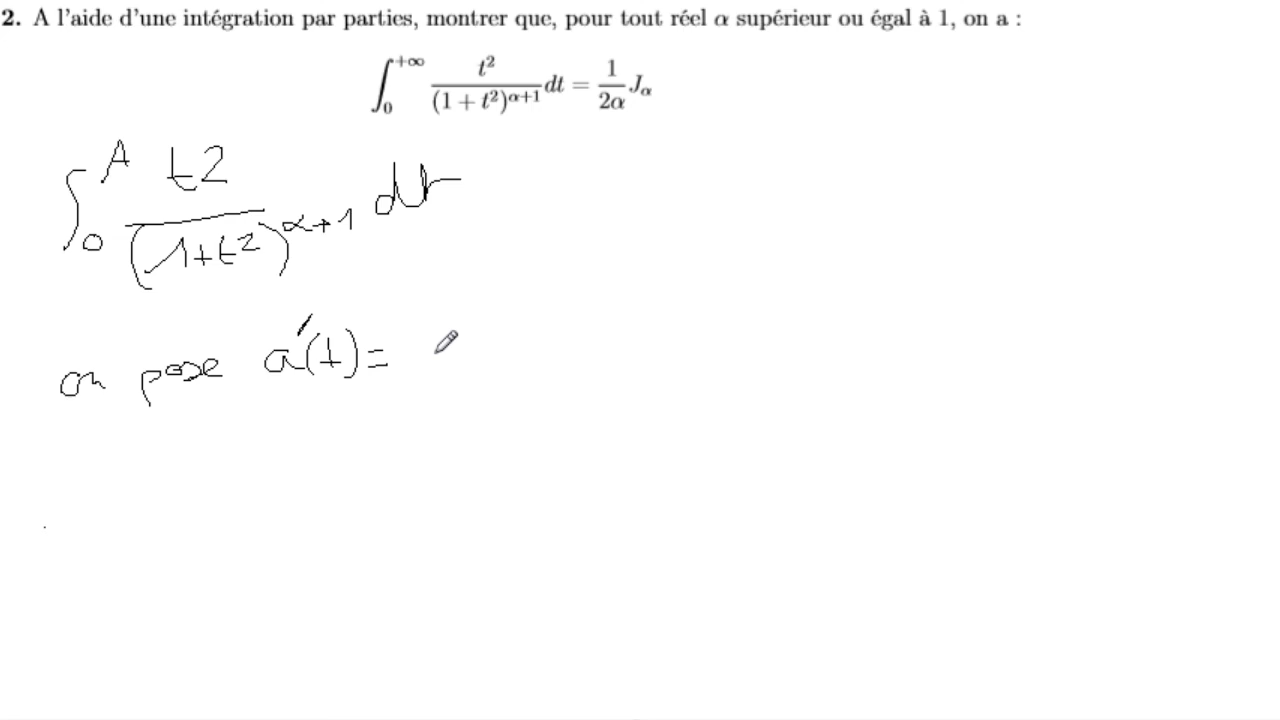 2. A l'aide d'une intégration par parties, montrer que, pour tout réel α supérieur ou égal à 1, on a :
∫₀^{+∞} t²/(1 + t²)^{α+1} dt = 1/2α J_α
∫₀^A t2/(1+t²)^{α+1} dt
on pose a'(t)=